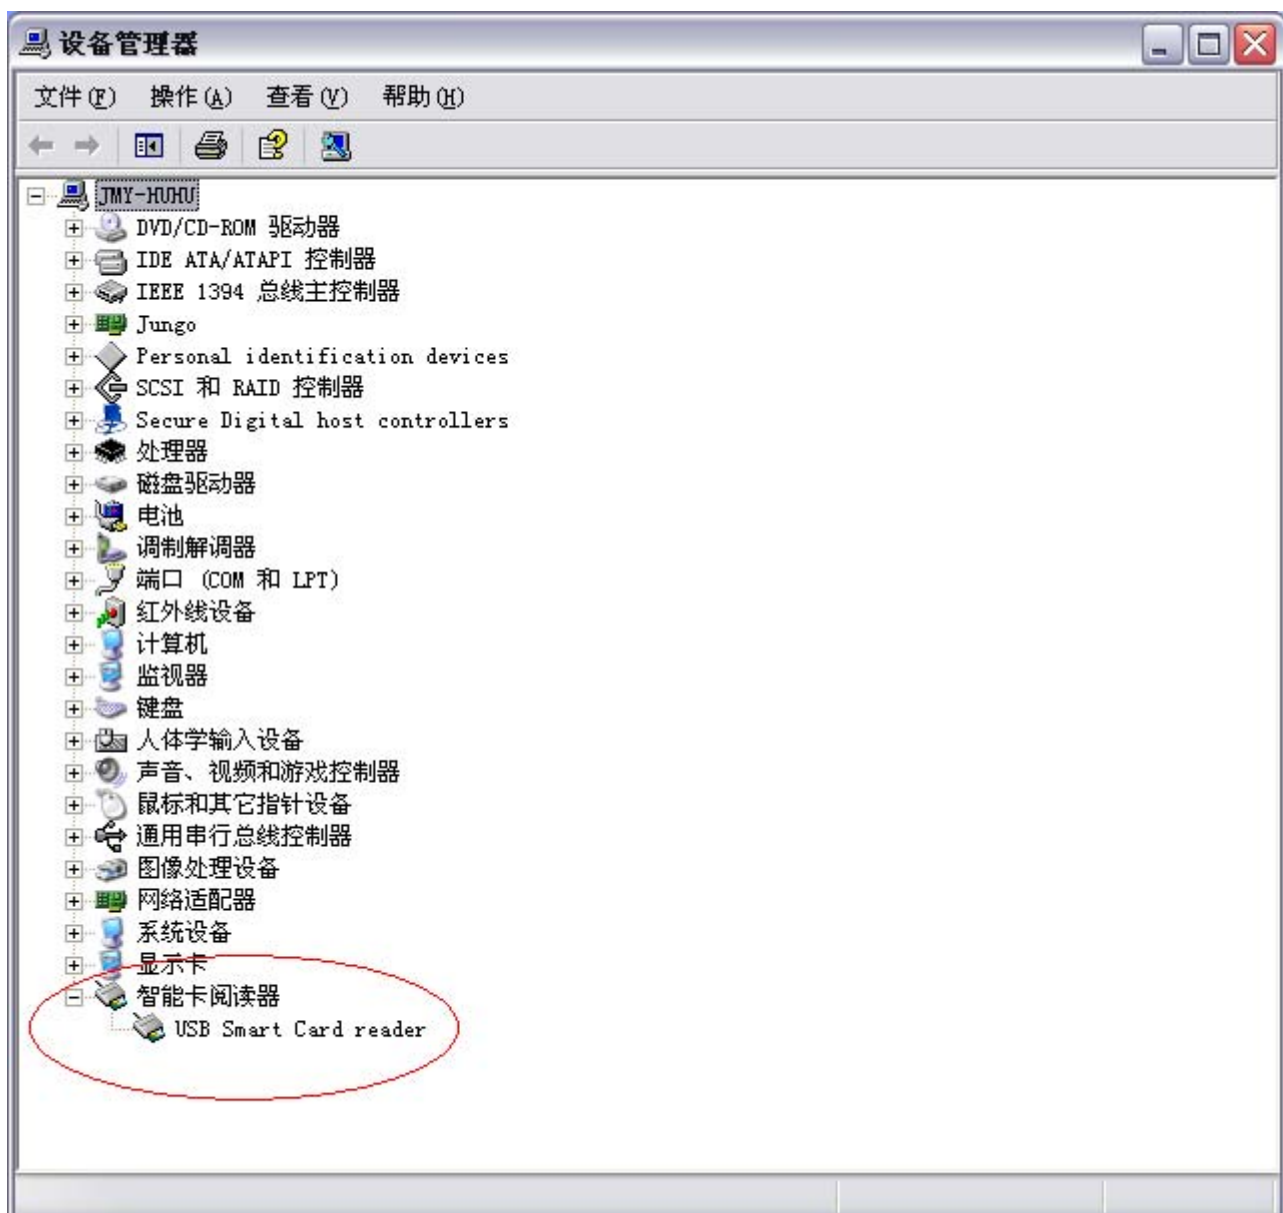 设备管理器
文件(F) 操作(A) 查看(V) 帮助(H)
JMY-HUHU
DVD/CD-ROM 驱动器
IDE ATA/ATAPI 控制器
IEEE 1394 总线主控制器
Jungo
Personal identification devices
SCSI 和 RAID 控制器
Secure Digital host controllers
处理器
磁盘驱动器
电池
调制解调器
端口 (COM 和 LPT)
红外线设备
计算机
监视器
键盘
人体学输入设备
声音、视频和游戏控制器
鼠标和其它指针设备
通用串行总线控制器
图像处理设备
网络适配器
系统设备
显示卡
智能卡阅读器
USB Smart Card reader